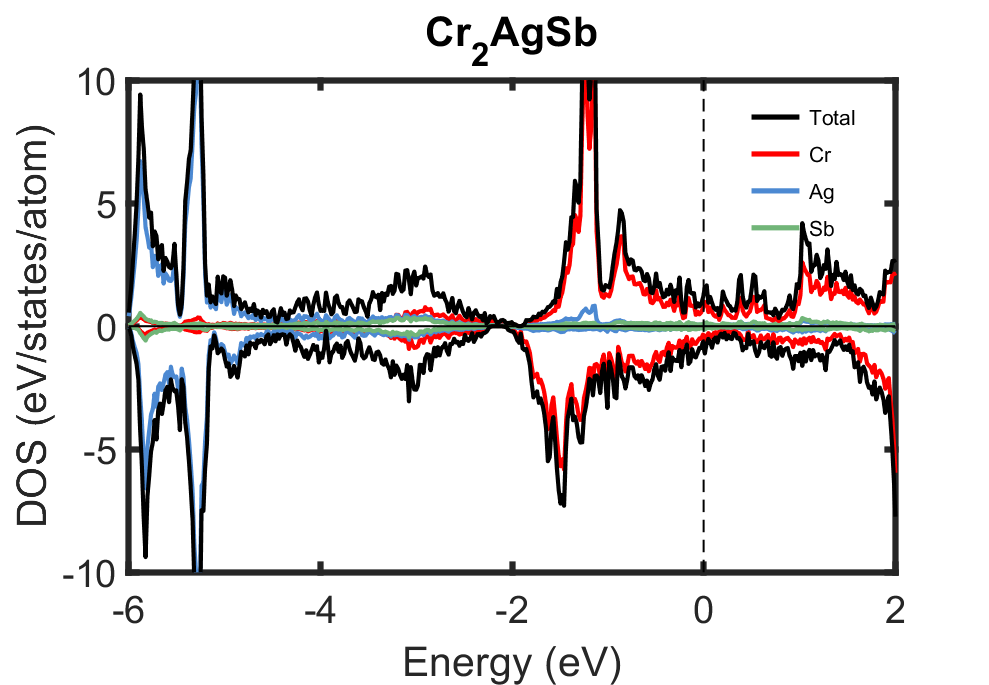 Cr₂AgSb
10
5
0
-5
-10
DOS (eV/states/atom)
Total
Cr
Ag
Sb
-6 -4 -2 0 2
Energy (eV)